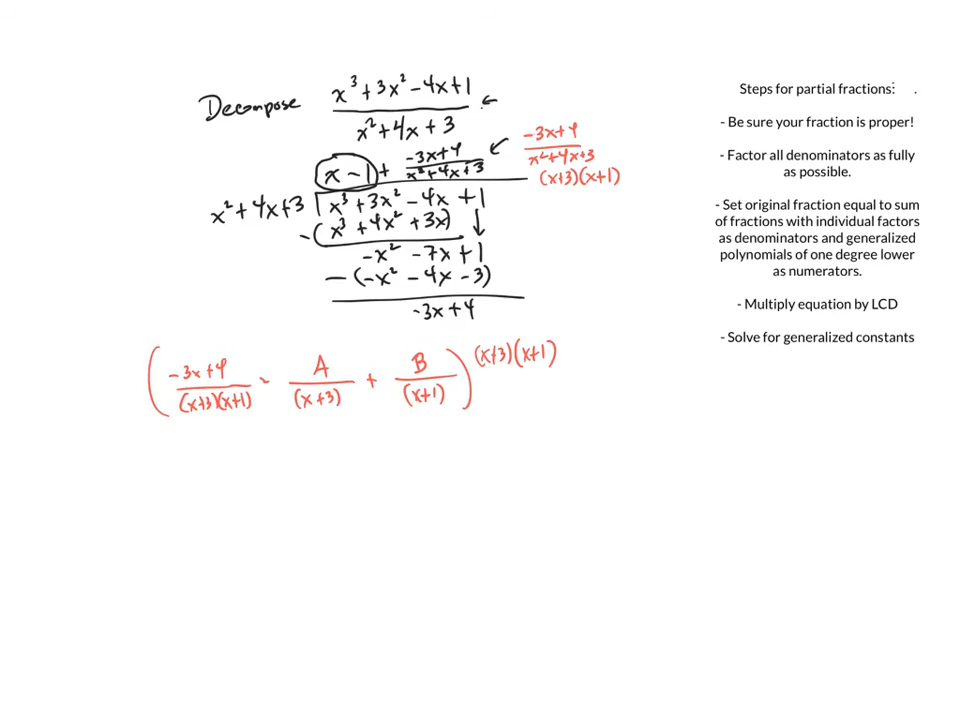 Decompose x³+3x²-4x+1 / x²+4x+3
x-1 + -3x+4 / x²+4x+3
-3x+4 / x²+4x+3
(x+3)(x+1)
x²+4x+3 | x³+3x²-4x+1
-(x³+4x²+3x)
-x²-7x+1
-(-x²-4x-3)
-3x+4
( -3x+4 / (x+3)(x+1) = A / (x+3) + B / (x+1) ) (x+3)(x+1)
Steps for partial fractions: .
- Be sure your fraction is proper!
- Factor all denominators as fully
as possible.
- Set original fraction equal to sum
of fractions with individual factors
as denominators and generalized
polynomials of one degree lower
as numerators.
- Multiply equation by LCD
- Solve for generalized constants